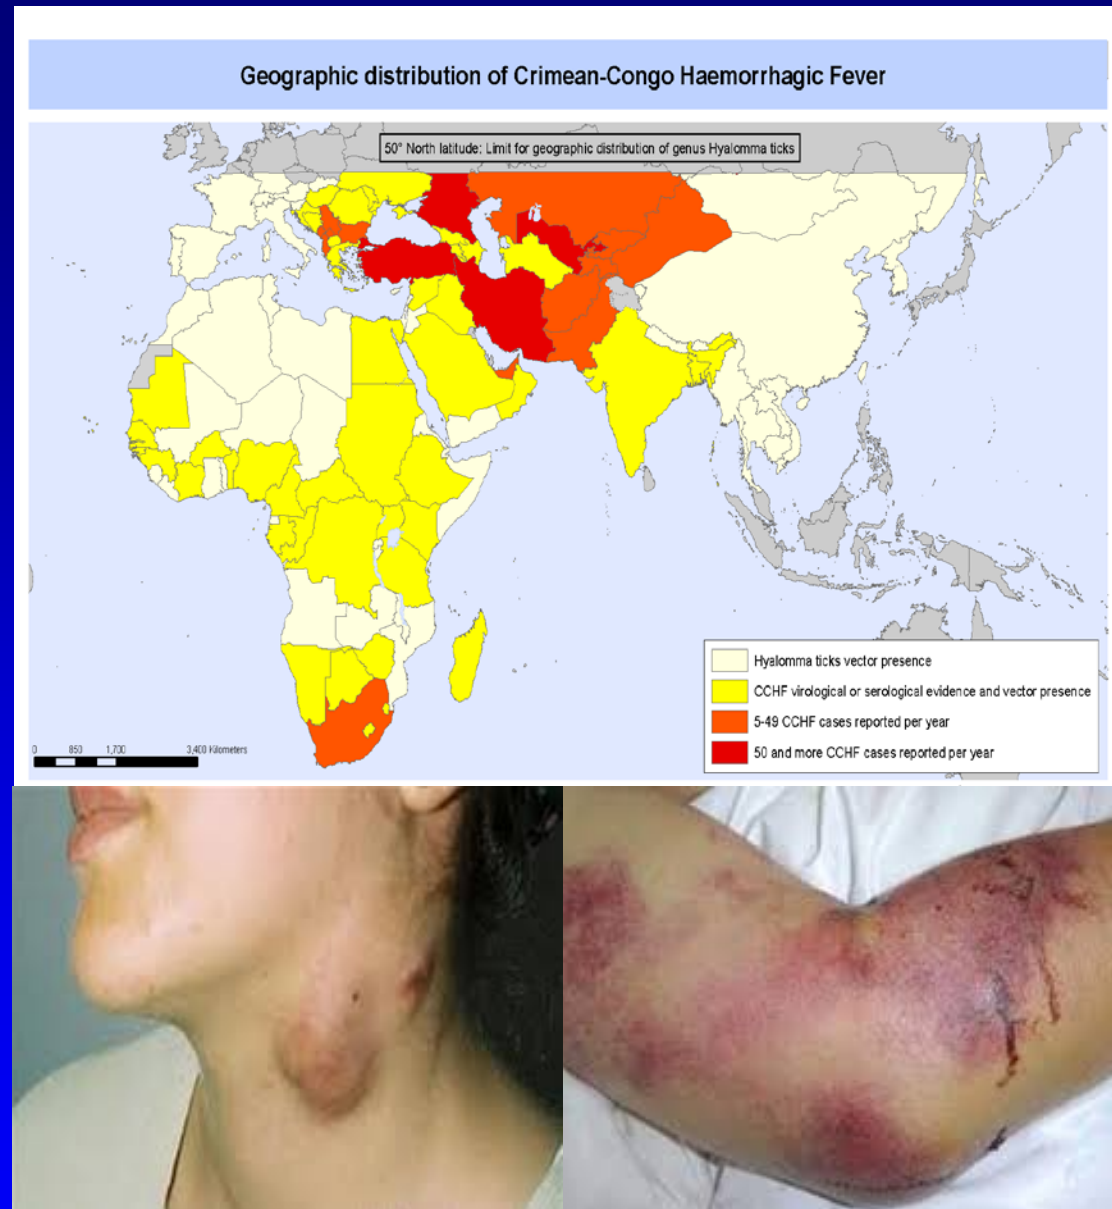 Geographic distribution of Crimean-Congo Haemorrhagic Fever
50° North latitude: Limit for geographic distribution of genus Hyalomma ticks
Hyalomma ticks vector presence
CCHF virological or serological evidence and vector presence
5-49 CCHF cases reported per year
50 and more CCHF cases reported per year
0 850 1,700 3,400 Kilometers